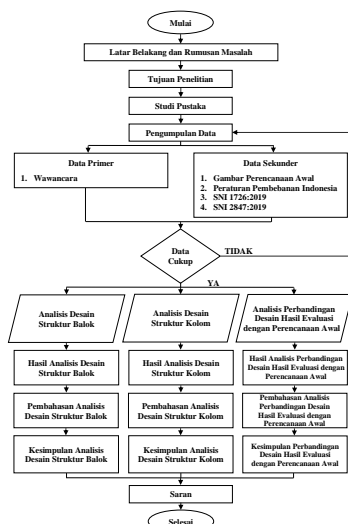 Mulai
Latar Belakang dan Rumusan Masalah
Tujuan Penelitian
Studi Pustaka
Pengumpulan Data
Data Primer
1. Wawancara
Data Sekunder
1. Gambar Perencanaan Awal
2. Peraturan Pembebanan Indonesia
3. SNI 1726:2019
4. SNI 2847:2019
Data
Cukup
TIDAK
YA
Analisis Desain
Struktur Balok
Analisis Desain
Struktur Kolom
Analisis Perbandingan
Desain Hasil Evaluasi
dengan Perencanaan Awal
Hasil Analisis Desain
Struktur Balok
Hasil Analisis Desain
Struktur Kolom
Hasil Analisis Perbandingan
Desain Hasil Evaluasi dengan
Perencanaan Awal
Pembahasan Analisis
Desain Struktur Balok
Pembahasan Analisis
Desain Struktur Kolom
Pembahasan Analisis
Perbandingan Desain
Hasil Evaluasi dengan
Perencanaan Awal
Kesimpulan Analisis
Desain Struktur Balok
Kesimpulan Analisis
Desain Struktur Kolom
Kesimpulan Perbandingan
Desain Hasil Evaluasi
dengan Perencanaan Awal
Saran
Selesai